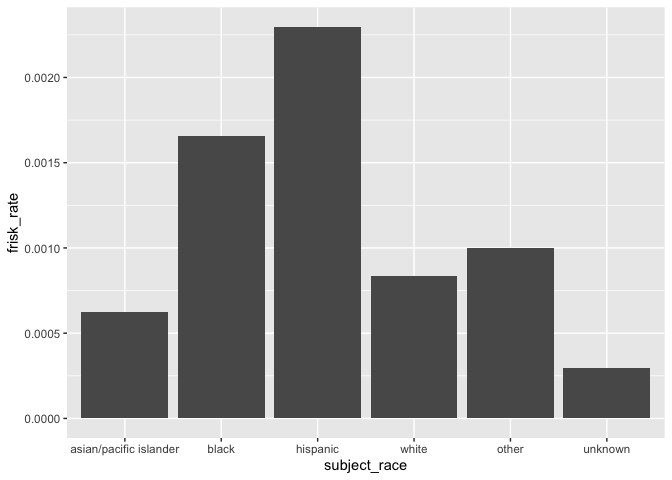 0.0020
0.0015
0.0010
0.0005
0.0000
frisk_rate
asian/pacific islander black hispanic white other unknown
subject_race